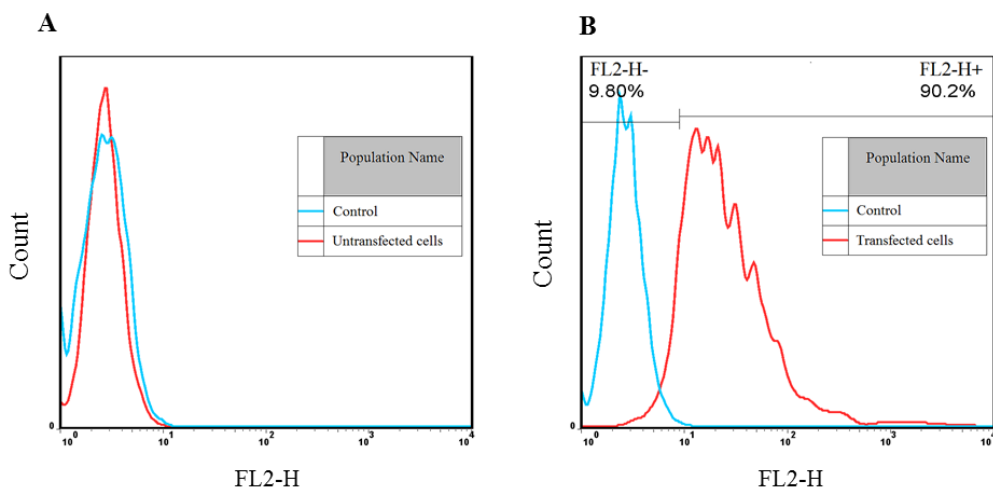 A
Count
Population Name
Control
Untransfected cells
0
10⁰
10¹
10²
10³
10⁴
FL2-H
B
FL2-H-
9.80%
FL2-H+
90.2%
Count
Population Name
Control
Transfected cells
0
10⁰
10¹
10²
10³
FL2-H